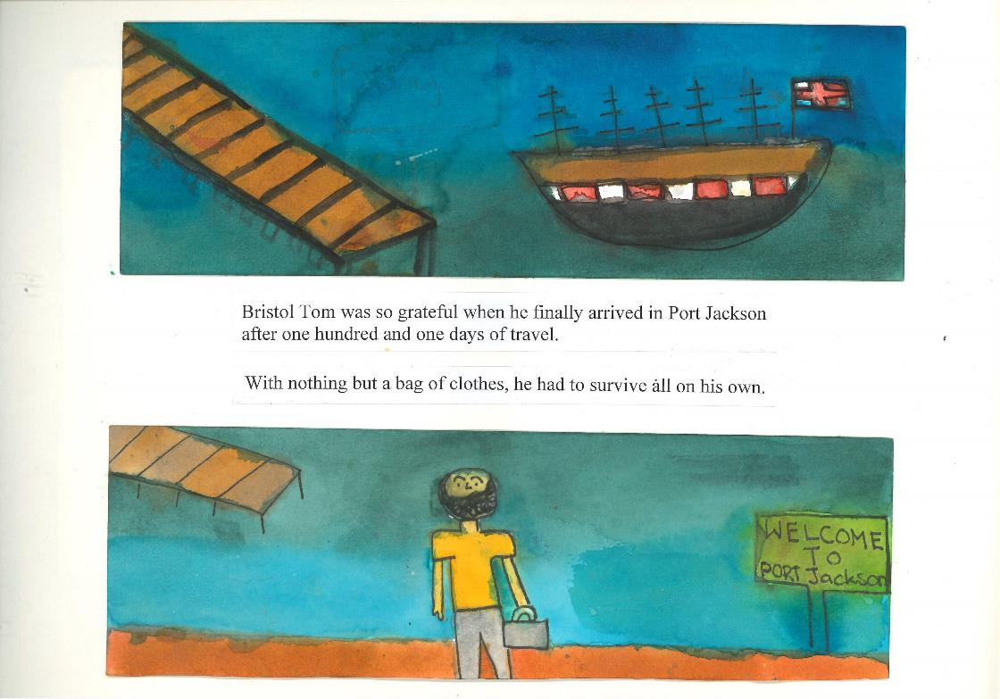 Bristol Tom was so grateful when he finally arrived in Port Jackson
after one hundred and one days of travel.
With nothing but a bag of clothes, he had to survive all on his own.
WELCOME
TO
PORT Jackson